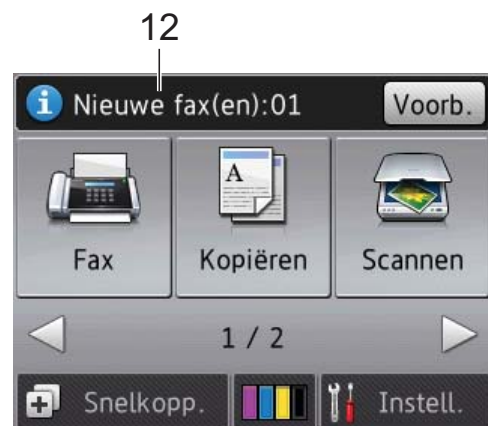 12
Nieuwe fax(en):01 Voorb.
A
Fax Kopiëren Scannen
1 / 2
Snelkopp. Instell.